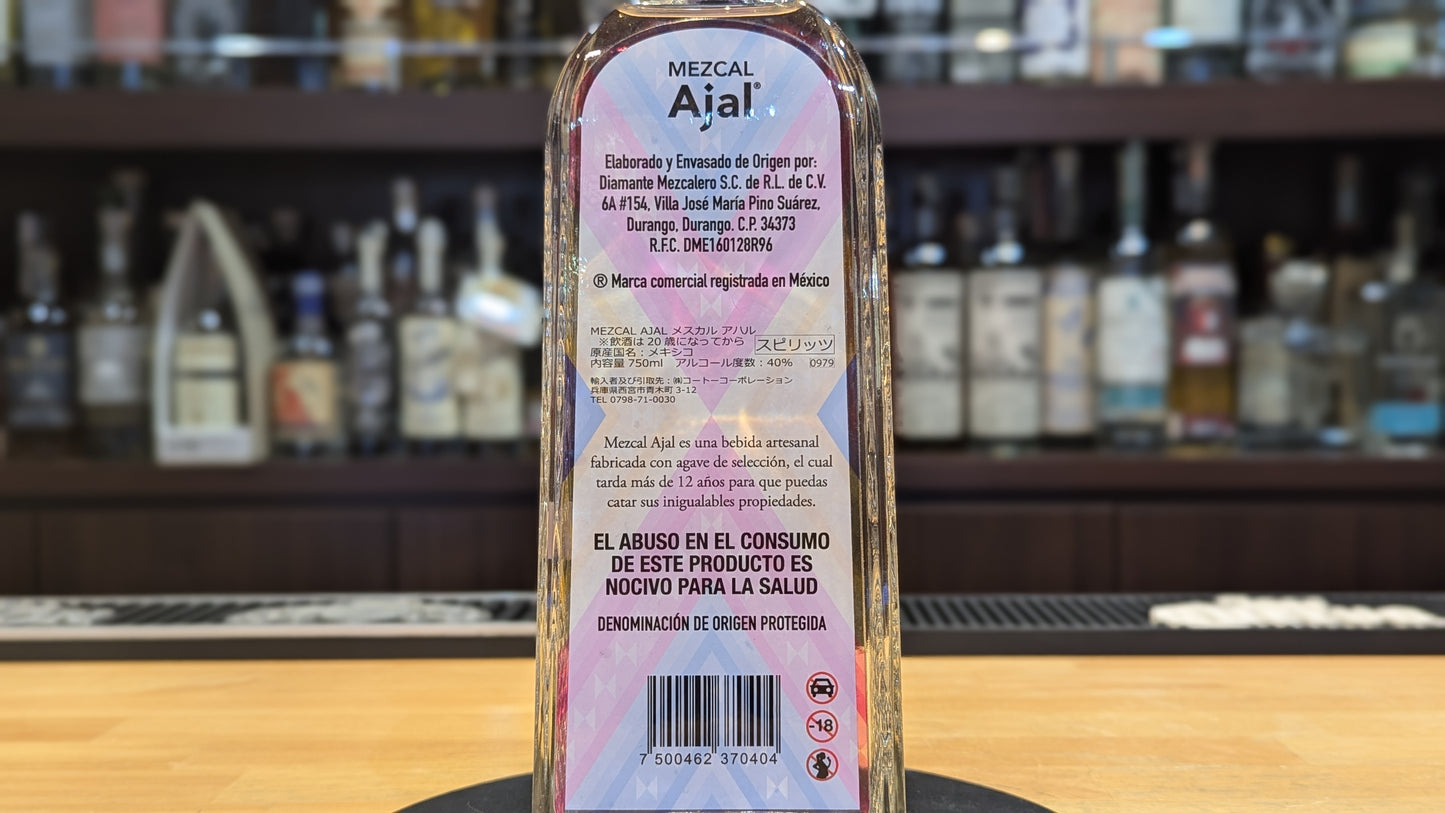 MEZCAL
Ajal®
Elaborado y Envasado de Origen por:
Diamante Mezcalero S.C. de R.L. de C.V.
6A #154, Villa José María Pino Suárez,
Durango, Durango. C.P. 34373
R.F.C. DME160128R96
® Marca comercial registrada en México
MEZCAL AJAL メスカル アハル
※飲酒は 20 歳になってから スピリッツ
原産国名：メキシコ
内容量 750ml アルコール度数：40% 0979
輸入者及び引取先：㈱コートーコーポレーション
兵庫県西宮市青木町 3-12
TEL 0798-71-0030
Mezcal Ajal es una bebida artesanal
fabricada con agave de selección, el cual
tarda más de 12 años para que puedas
catar sus inigualables propiedades.
EL ABUSO EN EL CONSUMO
DE ESTE PRODUCTO ES
NOCIVO PARA LA SALUD
DENOMINACIÓN DE ORIGEN PROTEGIDA
-18
7 500462 370404